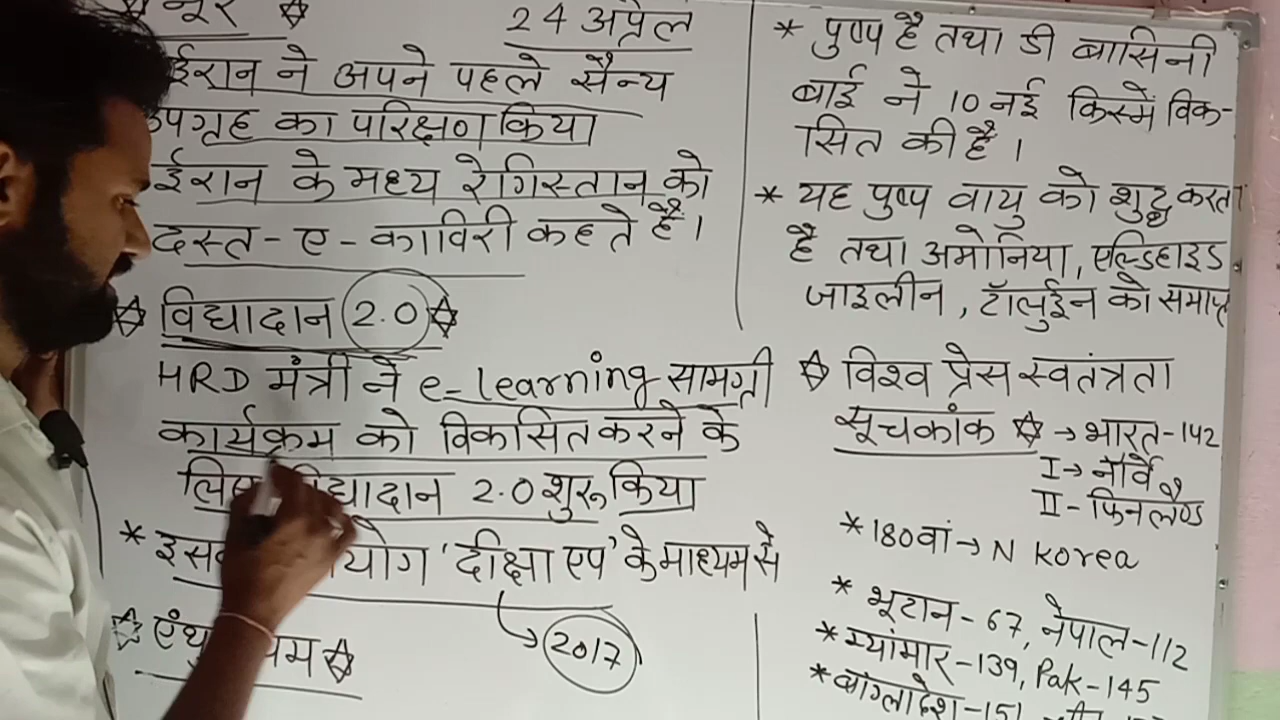 नूर
24 अप्रैल
ईरान ने अपने पहले सैन्य
उपगृह का परिक्षण किया
ईरान के मध्य रेगिस्तान को
दस्त-ए-काविरी कहते हैं।
विद्यादान 2.0
HRD मंत्री ने e-learning सामग्री
कार्यक्रम को विकसित करने के
लिए विद्यादान 2.0 शुरू किया
* 'दीक्षा एप' के माध्यम से
2017
* पुष्प है तथा डी बासिनी
बाई ने 10 नई किस्में विक-
सित की है।
* यह पुष्प वायु को शुद्ध करता
है तथा अमोनिया, एल्डिहाइड
जाइलीन, टॉलुईन को समाप्त
विश्व प्रेस स्वतंत्रता
सूचकांक → भारत-142
I → नॉर्वे
II - फिनलैण्ड
* 180वां → N Korea
* भूटान-67, नेपाल-112
* म्यांमार-139, Pak-145
* बांग्लादेश-151